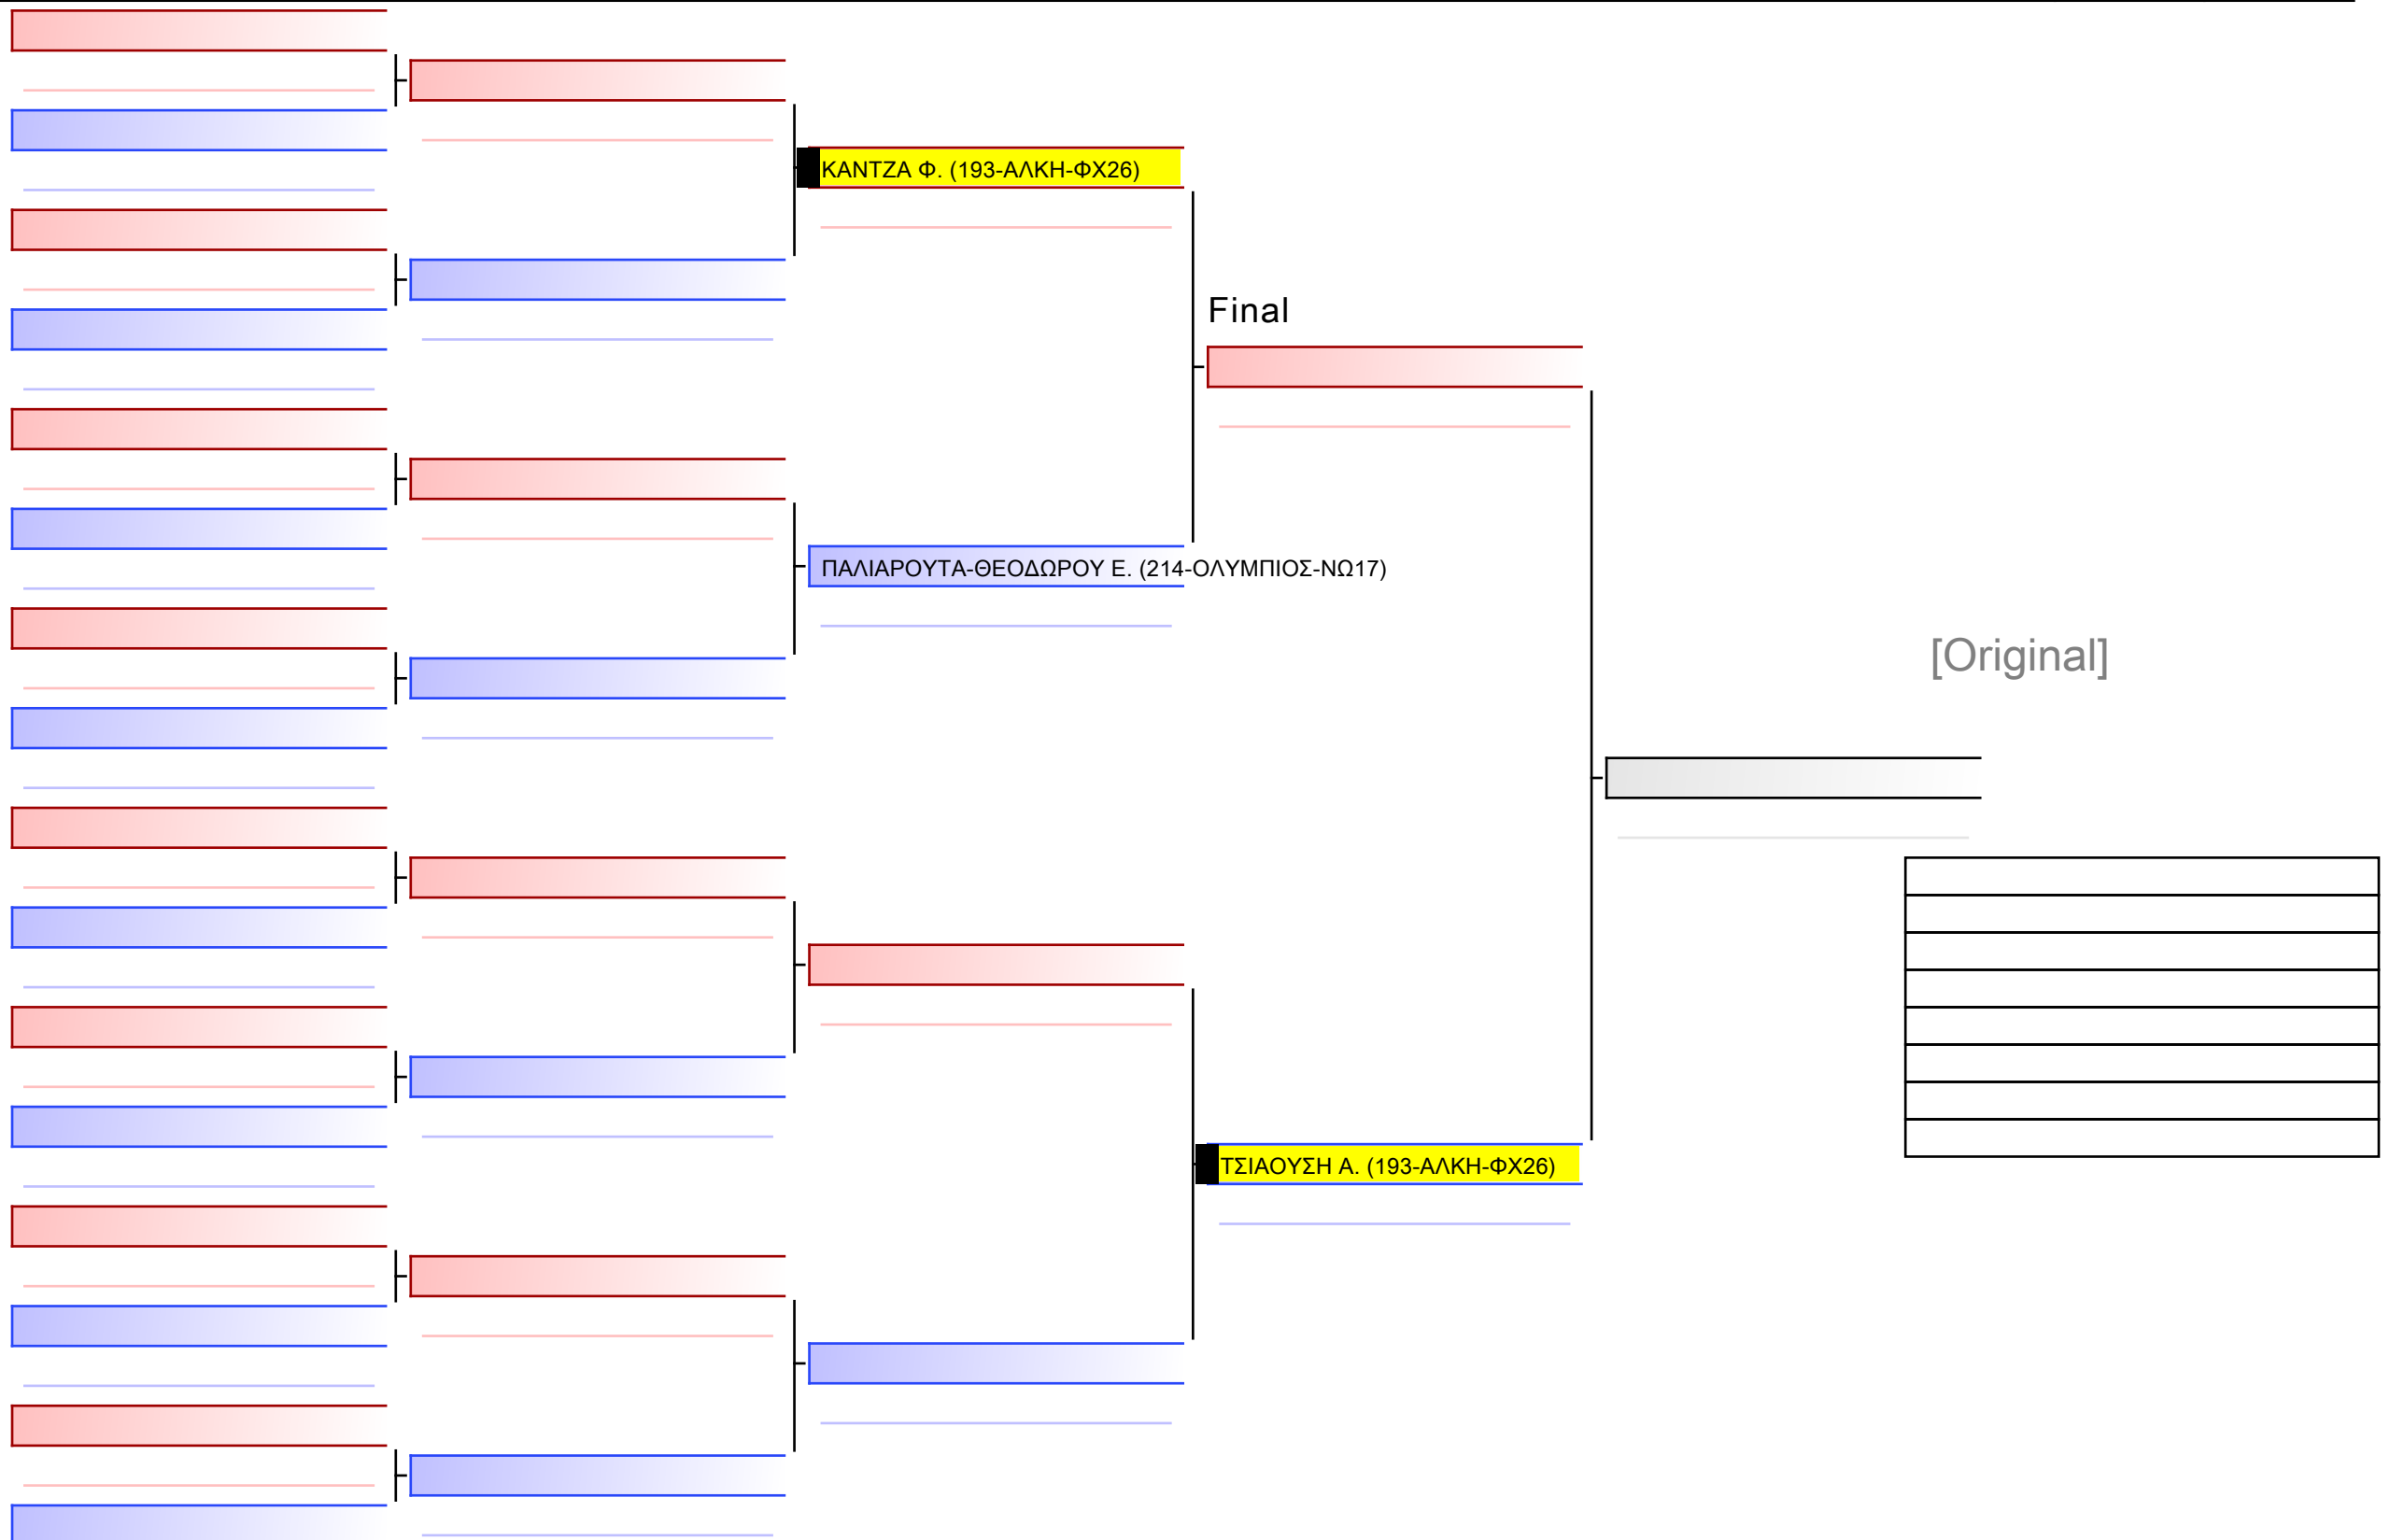 ΚΑΝΤΖΑ Φ. (193-ΑΛΚΗ-ΦΧ26)
Final
ΠΑΛΙΑΡΟΥΤΑ-ΘΕΟΔΩΡΟΥ Ε. (214-ΟΛΥΜΠΙΟΣ-ΝΩ17)
[Original]
ΤΣΙΑΟΥΣΗ Α. (193-ΑΛΚΗ-ΦΧ26)